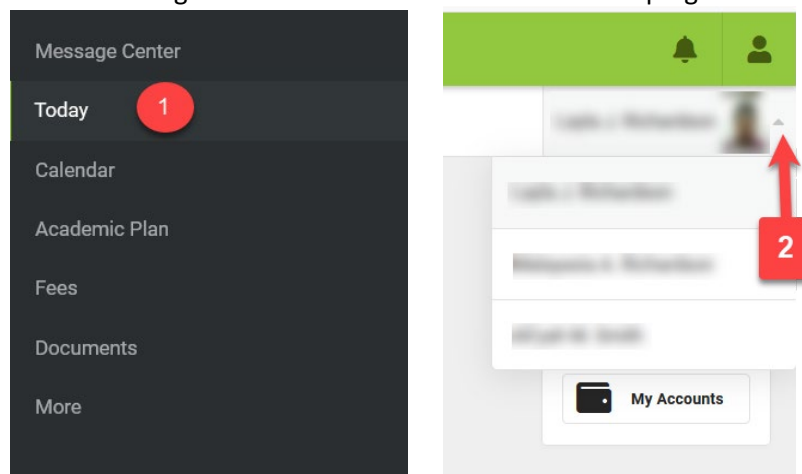 Message Center
Today
1
Calendar
Academic Plan
Fees
Documents
More
2
My Accounts